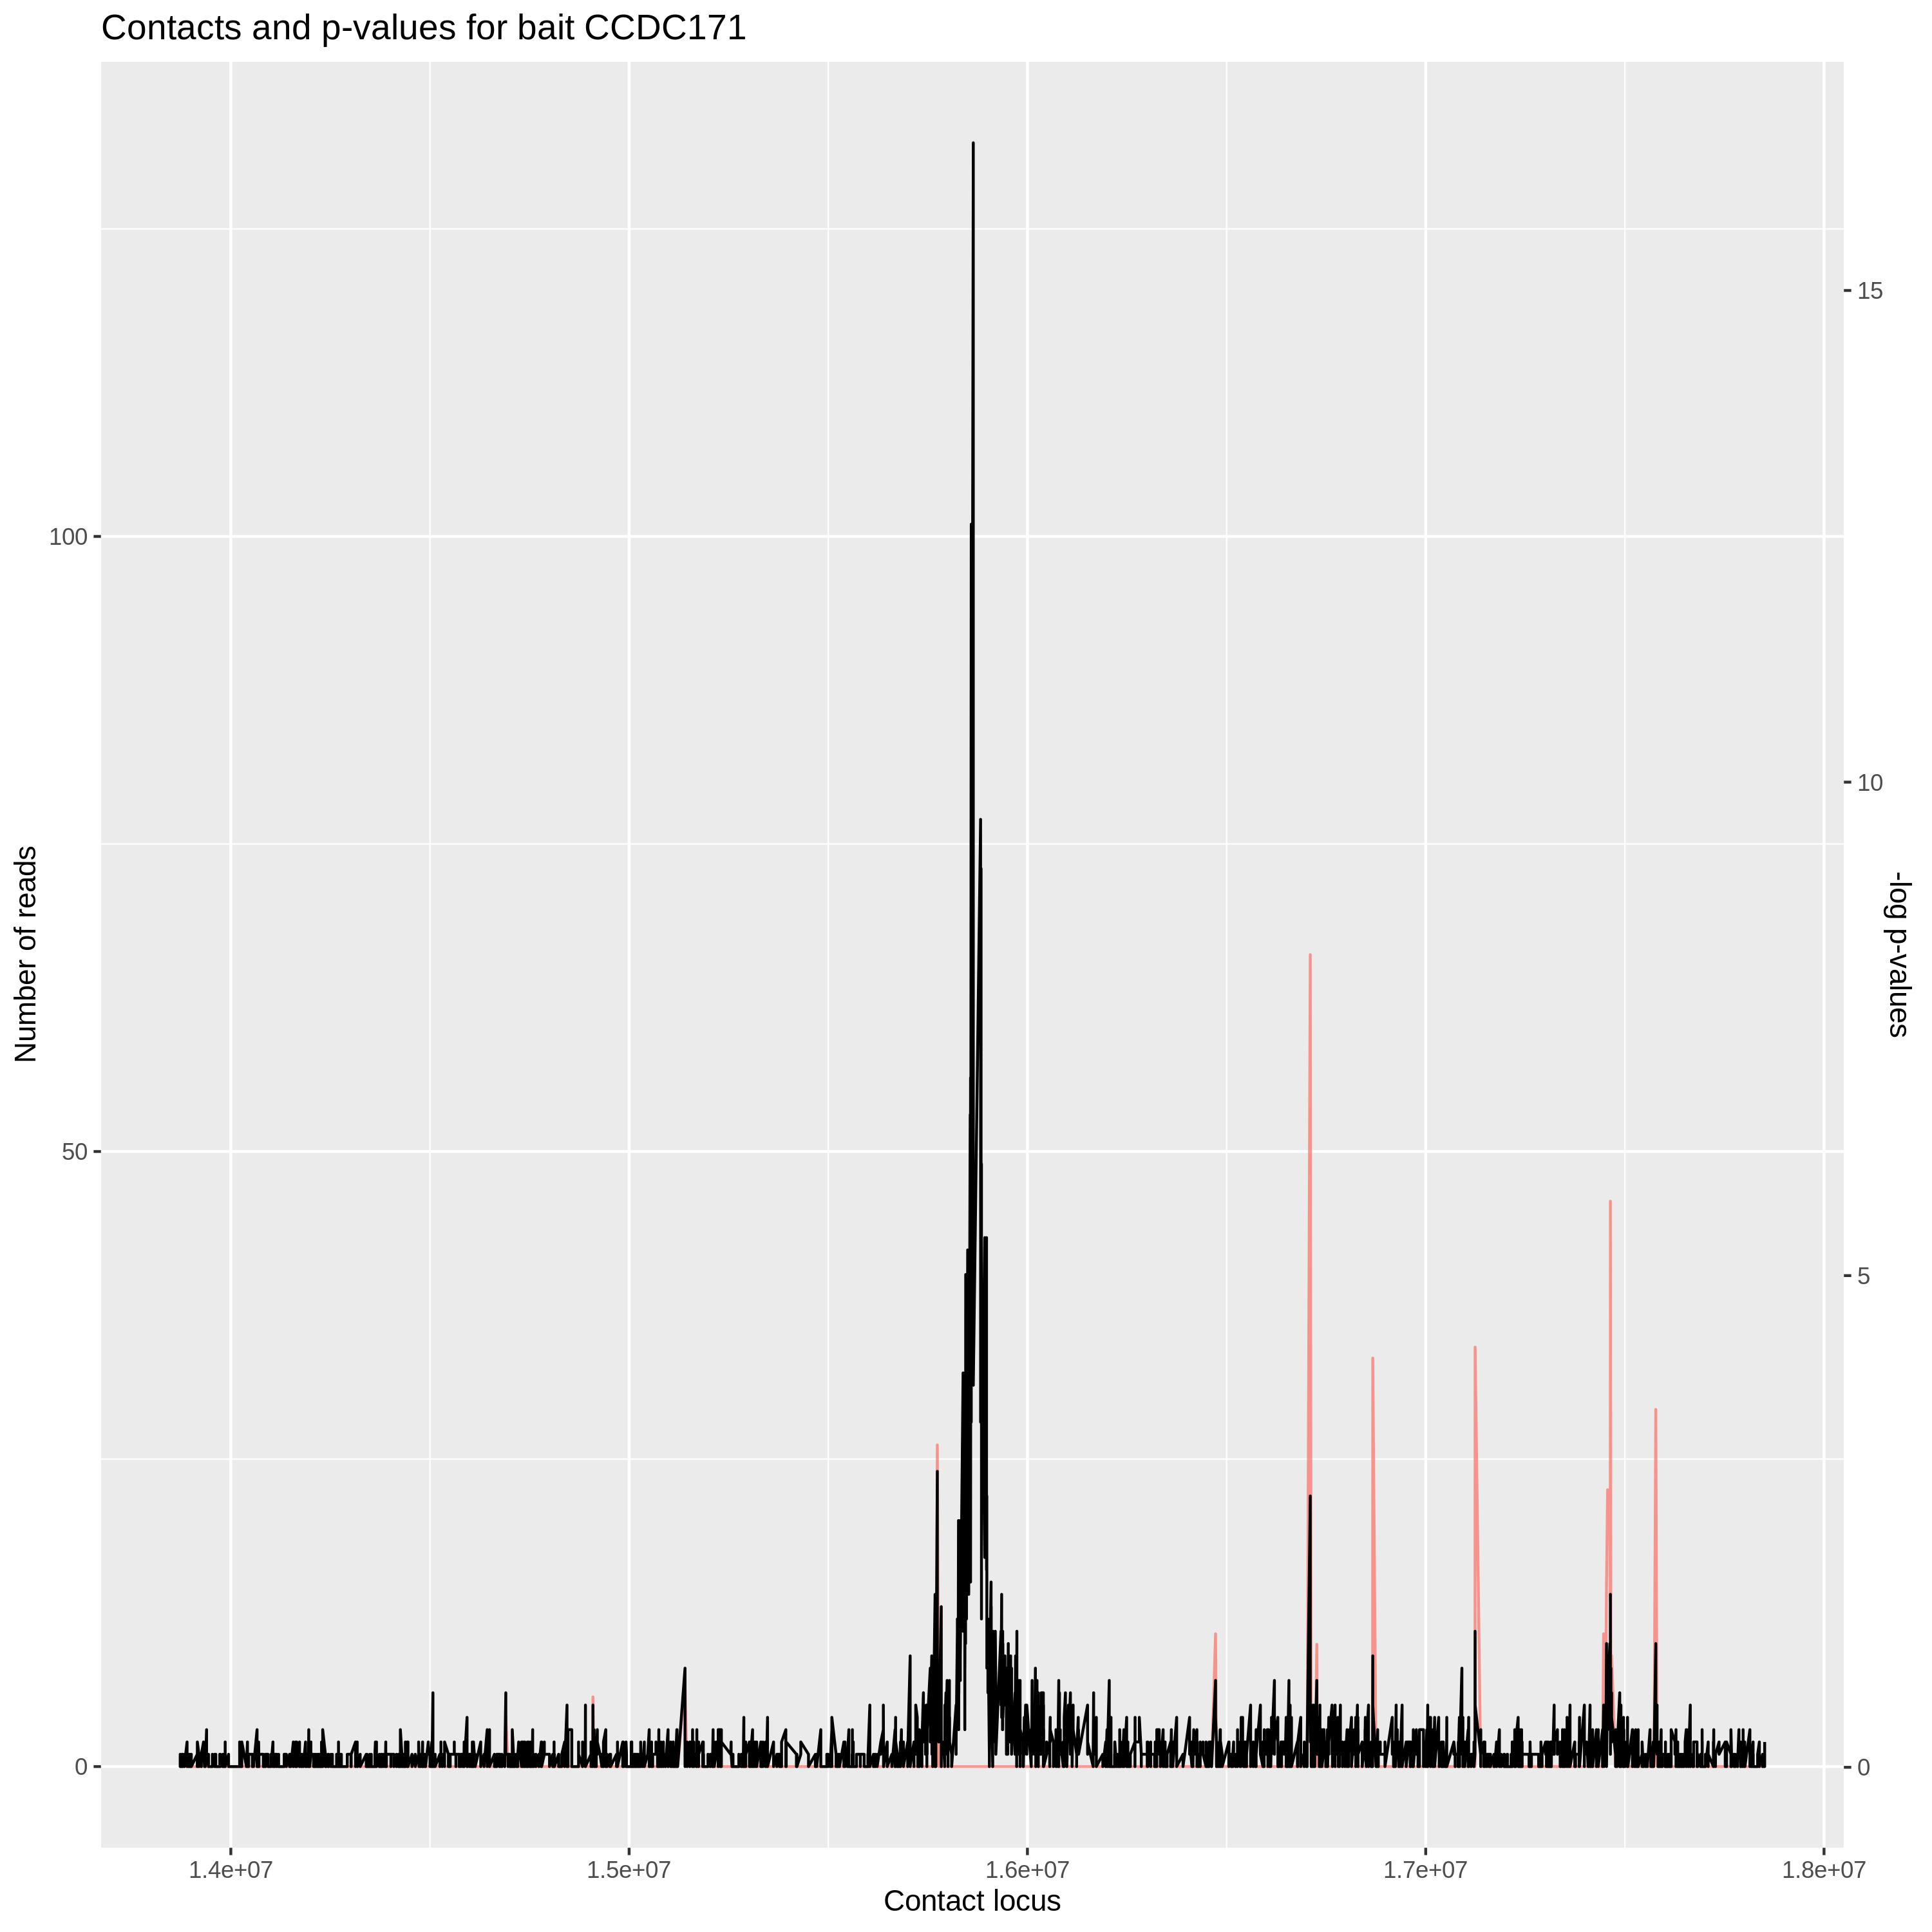 Contacts and p-values for bait CCDC171
Number of reads
100
50
0
15
10
5
0
-log p-values
1.4e+07
1.5e+07
1.6e+07
1.7e+07
1.8e+07
Contact locus